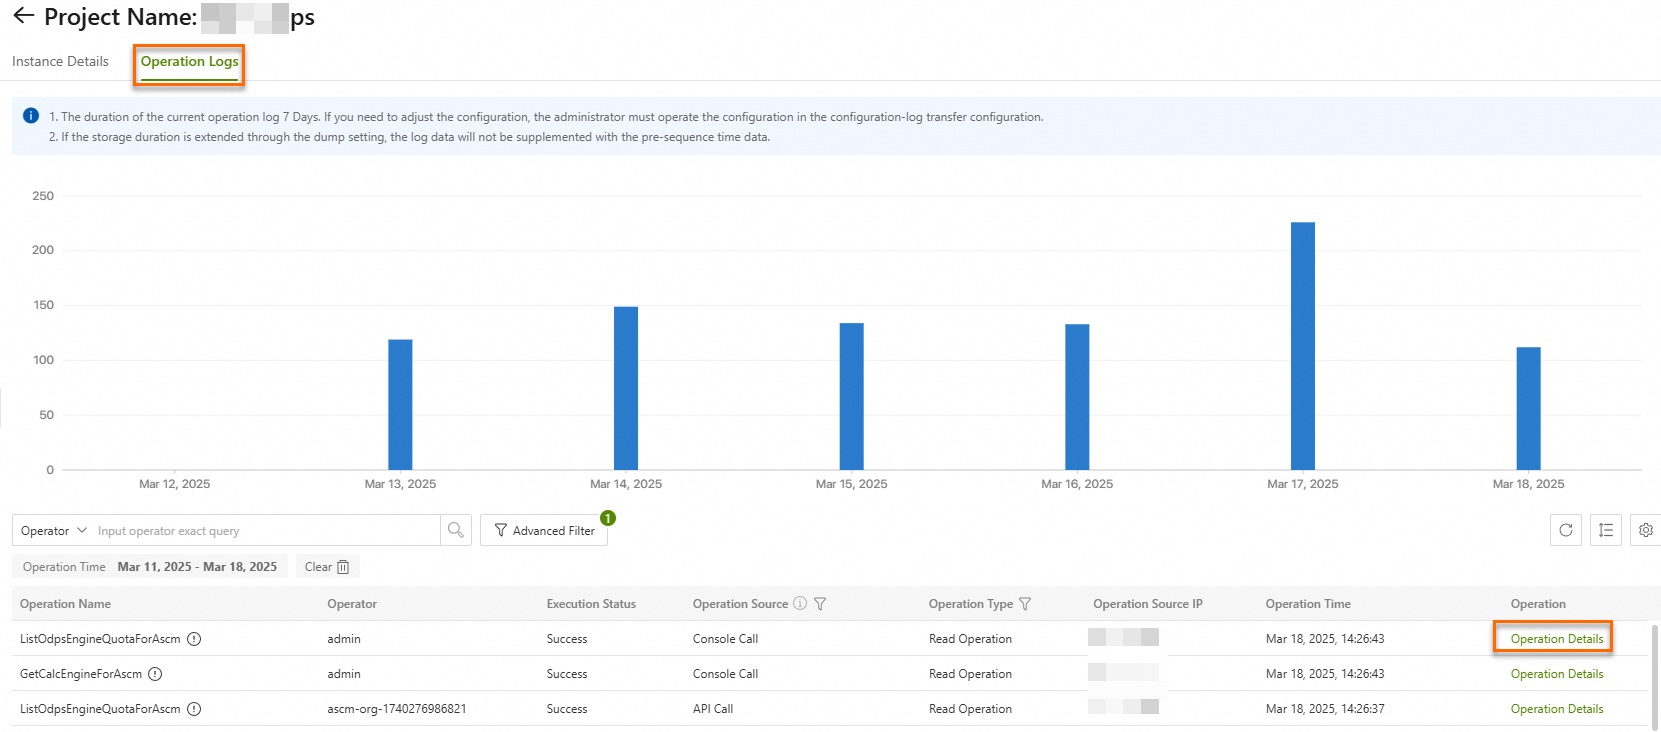 Project Name: ps
Instance Details Operation Logs
1. The duration of the current operation log 7 Days. If you need to adjust the configuration, the administrator must operate the configuration in the configuration-log transfer configuration.
2. If the storage duration is extended through the dump setting, the log data will not be supplemented with the pre-sequence time data.
250
200
150
100
50
0
Mar 12, 2025 Mar 13, 2025 Mar 14, 2025 Mar 15, 2025 Mar 16, 2025 Mar 17, 2025 Mar 18, 2025
Operator Input operator exact query Advanced Filter 1
Operation Time Mar 11, 2025 - Mar 18, 2025 Clear
Operation Name Operator Execution Status Operation Source Operation Type Operation Source IP Operation Time Operation
ListOdpsEngineQuotaForAscm admin Success Console Call Read Operation Mar 18, 2025, 14:26:43 Operation Details
GetCalcEngineForAscm admin Success Console Call Read Operation Mar 18, 2025, 14:26:43 Operation Details
ListOdpsEngineQuotaForAscm ascm-org-1740276986821 Success API Call Read Operation Mar 18, 2025, 14:26:37 Operation Details